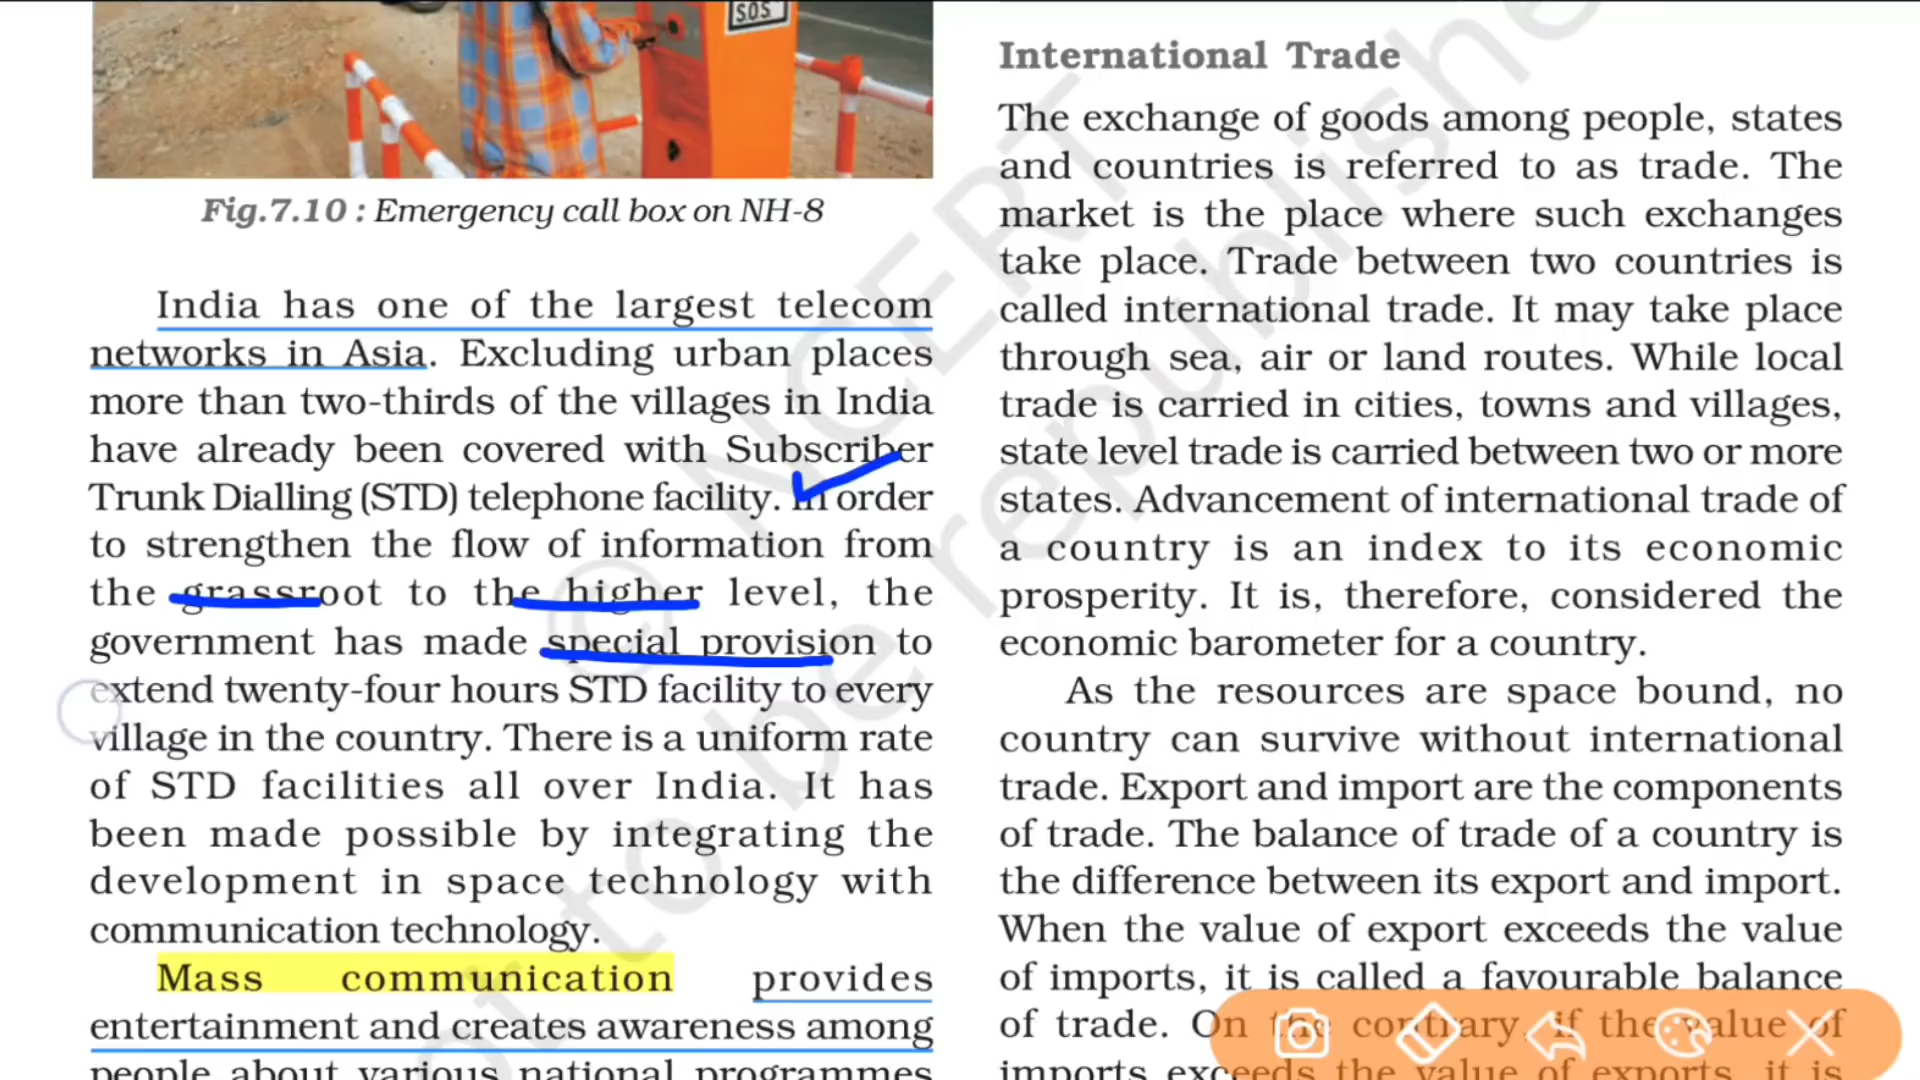 S.O.S
Fig.7.10 : Emergency call box on NH-8
India has one of the largest telecom
networks in Asia. Excluding urban places
more than two-thirds of the villages in India
have already been covered with Subscriber
Trunk Dialling (STD) telephone facility. In order
to strengthen the flow of information from
the grassroot to the higher level, the
government has made special provision to
extend twenty-four hours STD facility to every
village in the country. There is a uniform rate
of STD facilities all over India. It has
been made possible by integrating the
development in space technology with
communication technology.
Mass communication provides
entertainment and creates awareness among
people about various national programmes
International Trade
The exchange of goods among people, states
and countries is referred to as trade. The
market is the place where such exchanges
take place. Trade between two countries is
called international trade. It may take place
through sea, air or land routes. While local
trade is carried in cities, towns and villages,
state level trade is carried between two or more
states. Advancement of international trade of
a country is an index to its economic
prosperity. It is, therefore, considered the
economic barometer for a country.
As the resources are space bound, no
country can survive without international
trade. Export and import are the components
of trade. The balance of trade of a country is
the difference between its export and import.
When the value of export exceeds the value
of imports, it is called a favourable balance
of trade. On the contrary, if the value of
imports exceeds the value of exports, it is
© NCERT
not to be republished